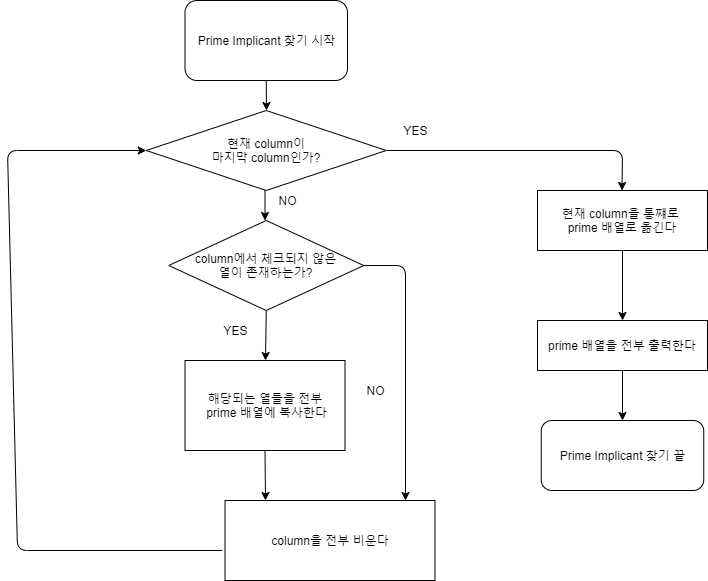 Prime Implicant 찾기 시작
현재 column이
마지막 column인가?
YES
NO
현재 column을 통째로
prime 배열로 옮긴다
column에서 체크되지 않은
열이 존재하는가?
YES
prime 배열을 전부 출력한다
해당되는 열들을 전부
prime 배열에 복사한다
NO
Prime Implicant 찾기 끝
column을 전부 비운다